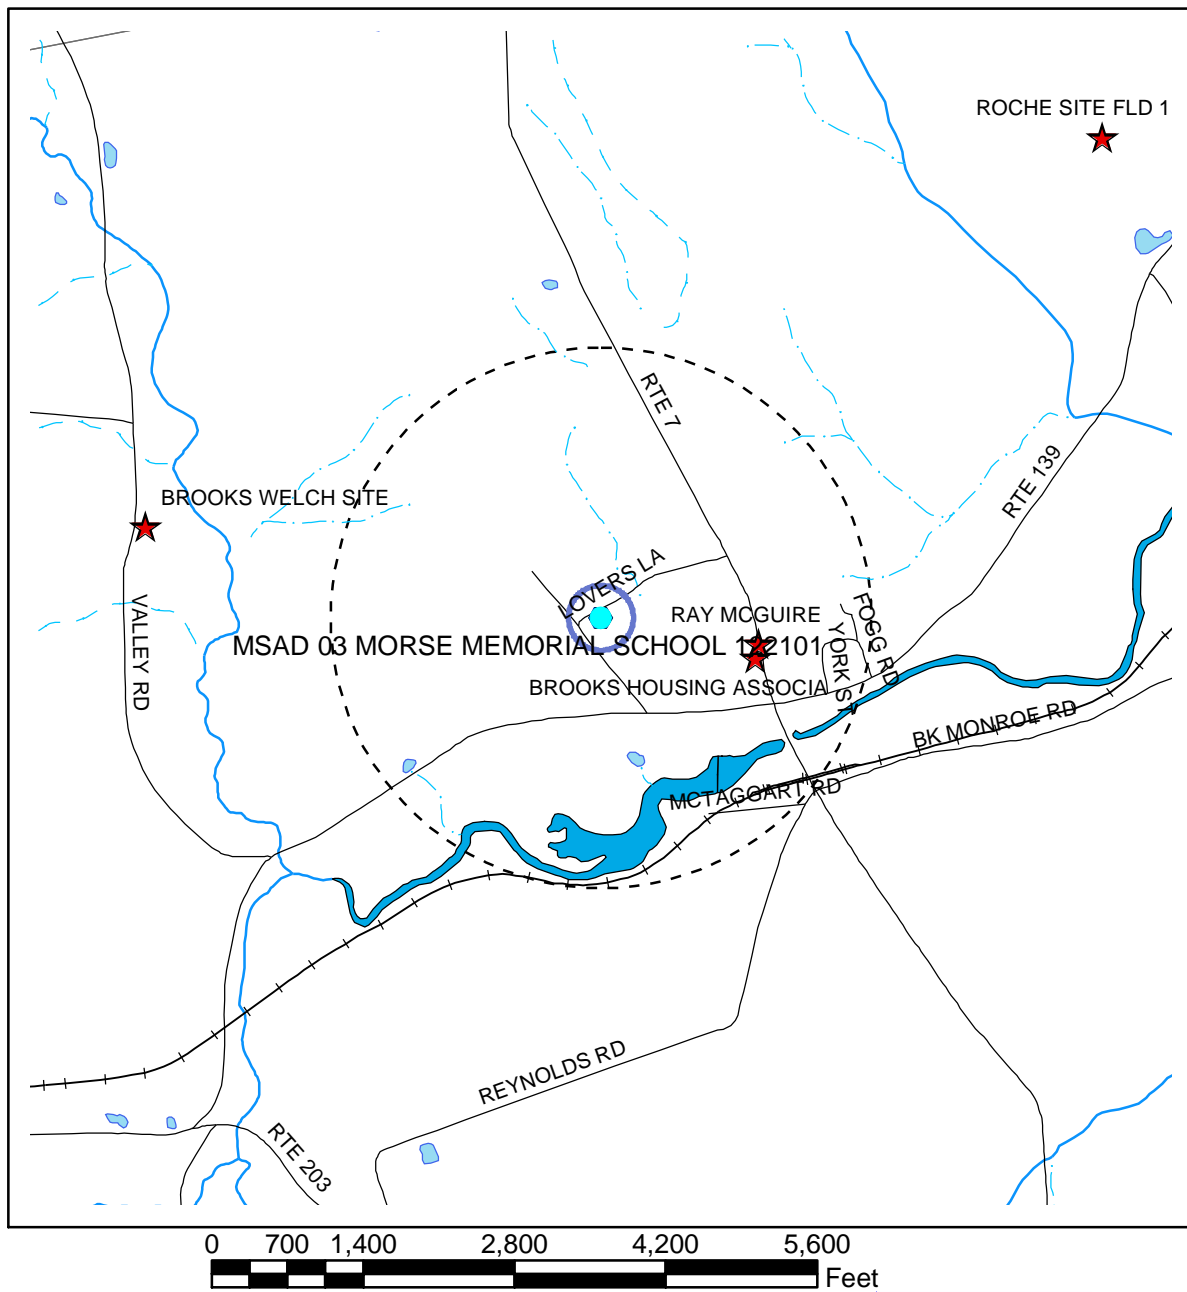 ROCHE SITE FLD 1
RTE 7
RTE 139
BROOKS WELCH SITE
LOVERS LA
VALLEY RD
RAY MCGUIRE
FOGG RD
YORK ST
MSAD 03 MORSE MEMORIAL SCHOOL 122101
BROOKS HOUSING ASSOCIA
BK MONROE RD
MCTAGGART RD
REYNOLDS RD
RTE 203
0 700 1,400 2,800 4,200 5,600
Feet